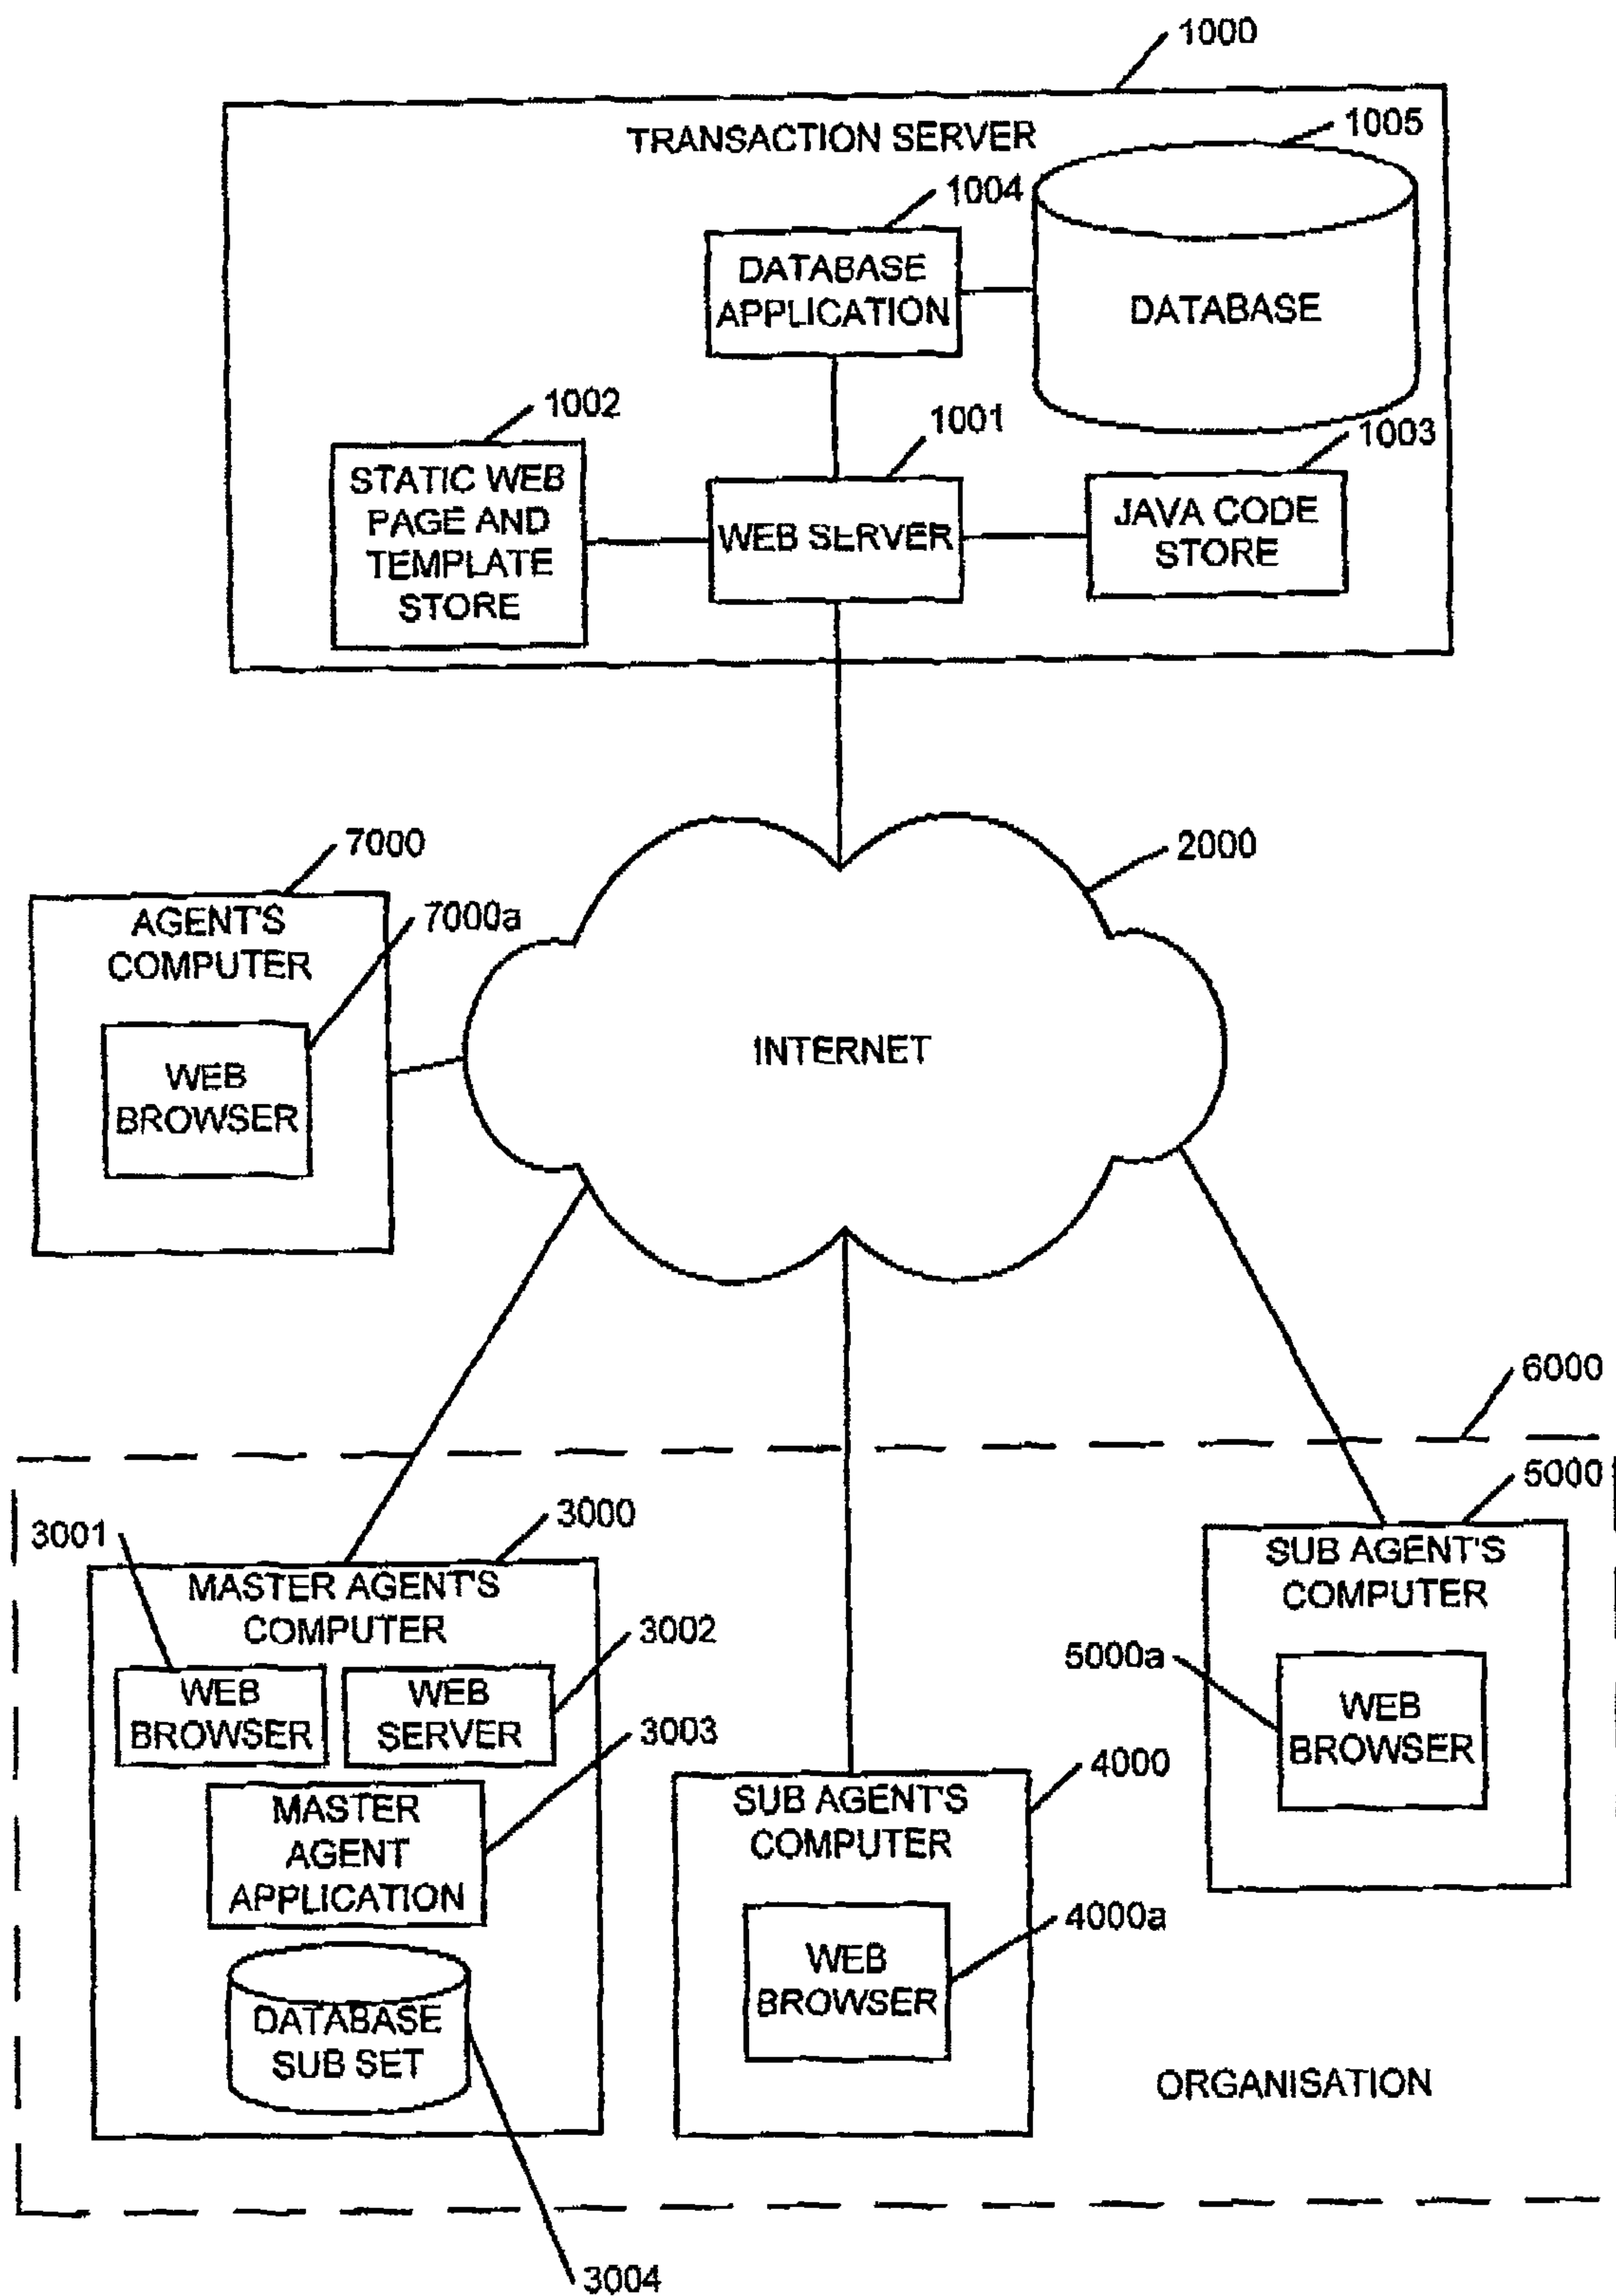 1000
TRANSACTION SERVER
1005
1004
DATABASE
APPLICATION
DATABASE
1002
1001
1003
STATIC WEB
PAGE AND
TEMPLATE
STORE
WEB SERVER
JAVA CODE
STORE
7000
2000
AGENT'S
COMPUTER
7000a
WEB
BROWSER
INTERNET
6000
5000
3000
3001
MASTER AGENT'S
COMPUTER
SUB AGENT'S
COMPUTER
3002
WEB
BROWSER
WEB
SERVER
5000a
WEB
BROWSER
3003
4000
MASTER
AGENT
APPLICATION
SUB AGENT'S
COMPUTER
4000a
WEB
BROWSER
DATABASE
SUB SET
ORGANISATION
3004